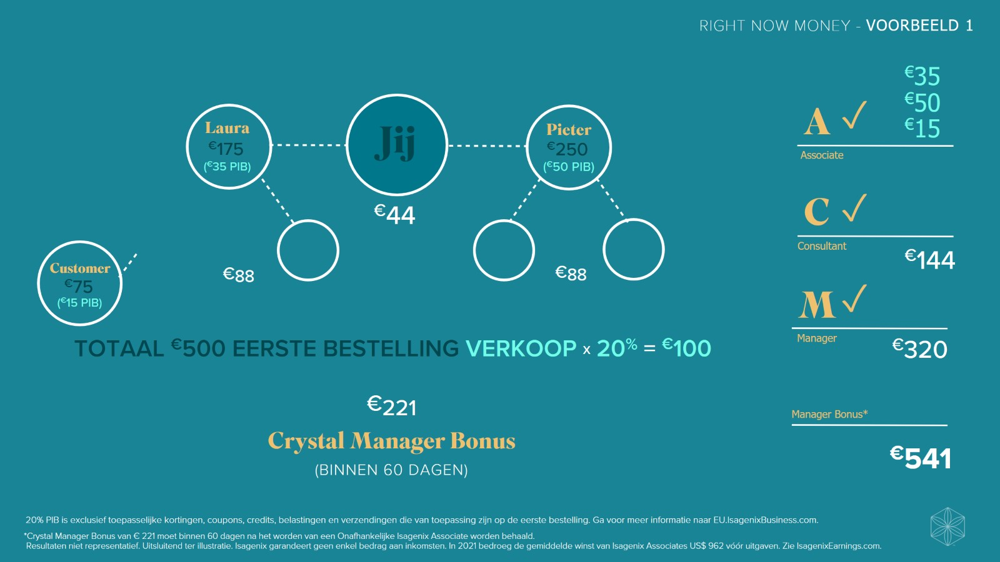 RIGHT NOW MONEY - VOORBEELD 1
Laura
€175
(€35 PIB)
Jij
€44
Pieter
€250
(€50 PIB)
€35
€50
€15
A ✓
Associate
C ✓
Consultant
€144
Customer
€75
(€15 PIB)
€88
€88
M ✓
Manager
€320
TOTAAL €500 EERSTE BESTELLING VERKOOP x 20% = €100
€221
Crystal Manager Bonus
(BINNEN 60 DAGEN)
Manager Bonus*
€541
20% PIB is exclusief toepasselijke kortingen, coupons, credits, belastingen en verzendingen die van toepassing zijn op de eerste bestelling. Ga voor meer informatie naar EU.IsagenixBusiness.com.
*Crystal Manager Bonus van € 221 moet binnen 60 dagen na het worden van een Onafhankelijke Isagenix Associate worden behaald.
Resultaten niet representatief. Uitsluitend ter illustratie. Isagenix garandeert geen enkel bedrag aan inkomsten. In 2021 bedroeg de gemiddelde winst van Isagenix Associates US$ 962 vóór uitgaven. Zie IsagenixEarnings.com.